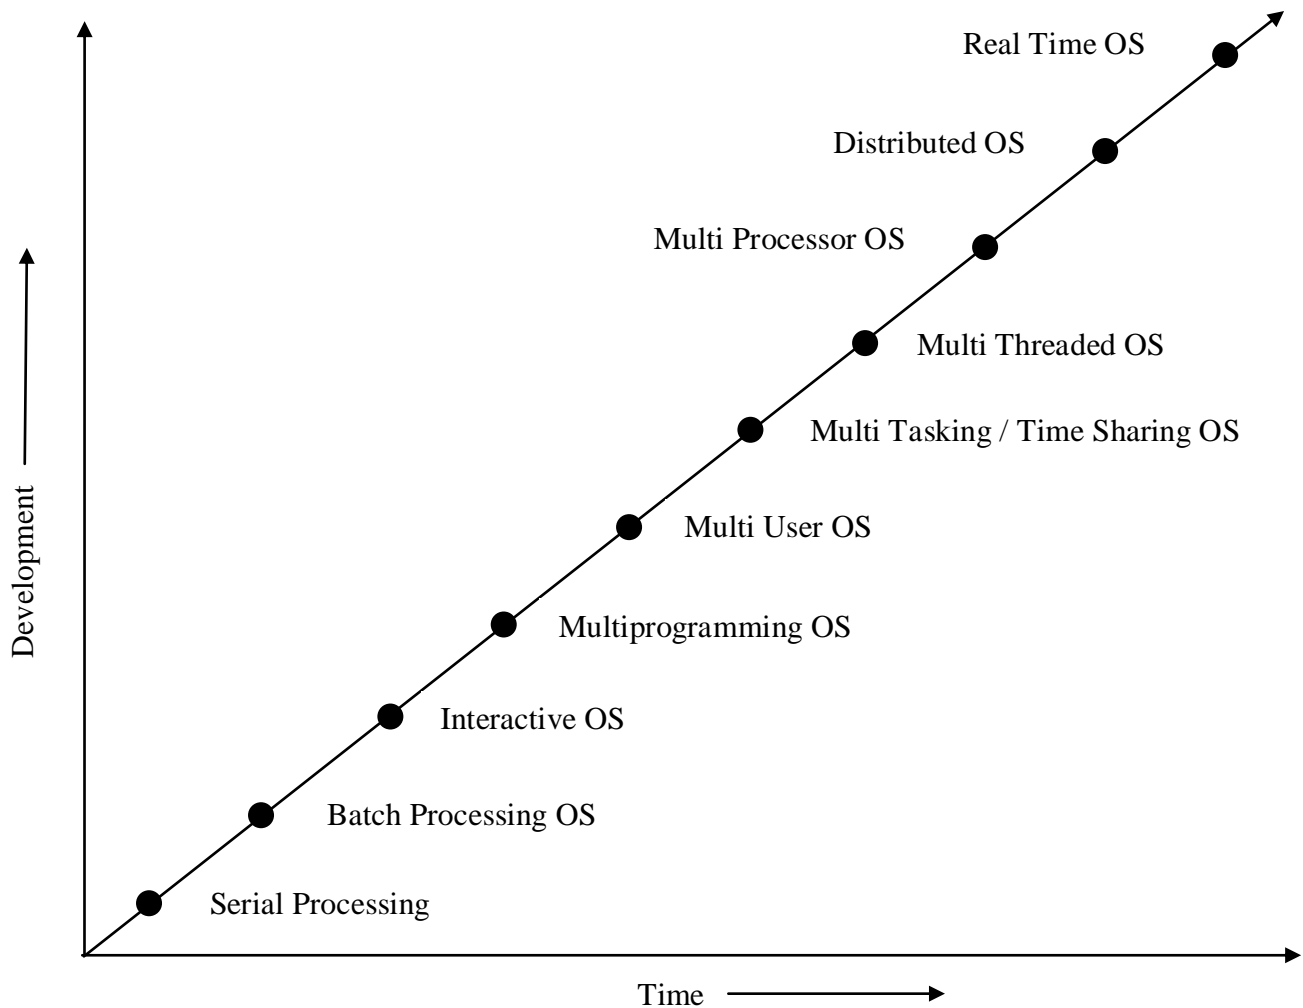 Real Time OS
Distributed OS
Multi Processor OS
Multi Threaded OS
Multi Tasking / Time Sharing OS
Multi User OS
Multiprogramming OS
Interactive OS
Batch Processing OS
Serial Processing
Development
Time